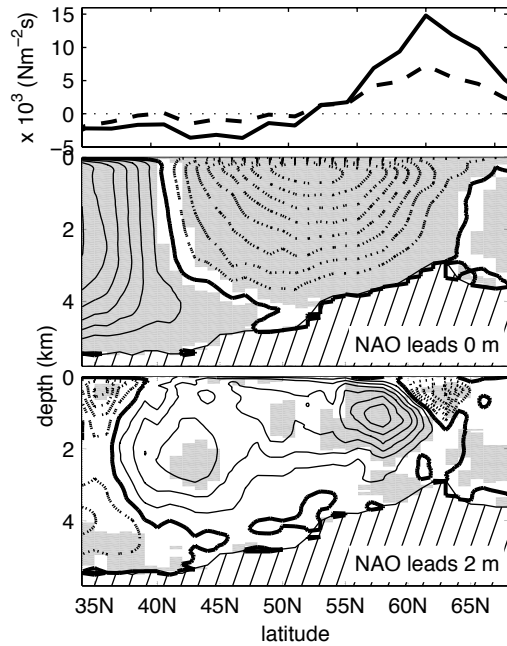 x 10³ (Nm⁻²s)
15
10
5
0
−5
0
2
4
NAO leads 0 m
depth (km)
0
2
4
NAO leads 2 m
35N 40N 45N 50N 55N 60N 65N
latitude